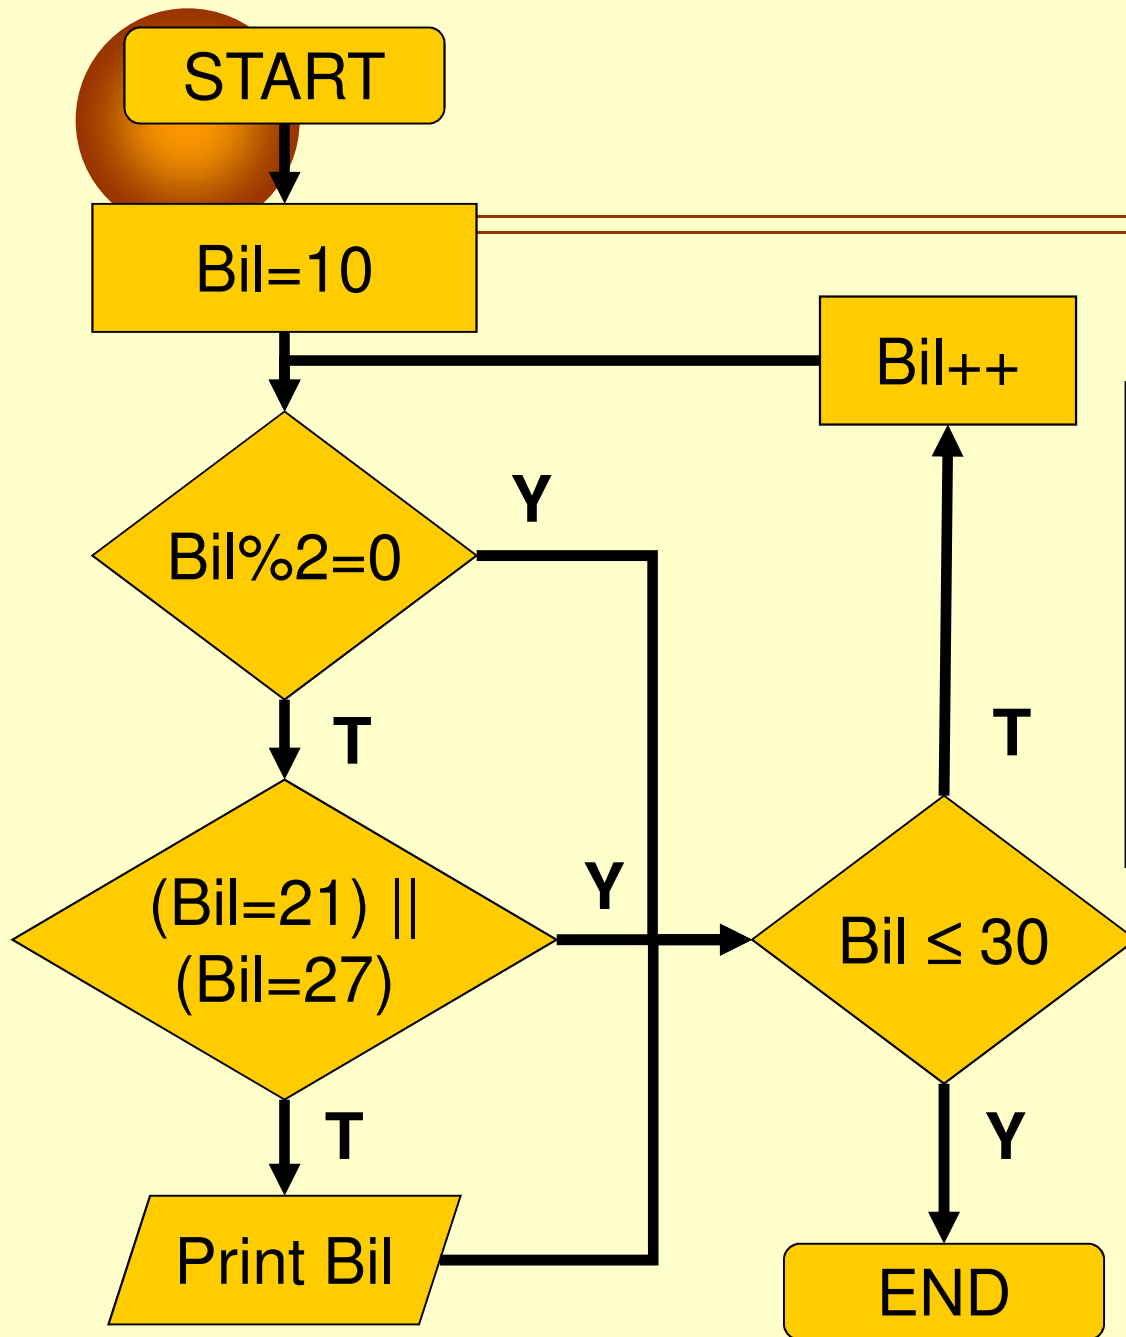 START
Bil=10
Bil++
Y
Bil%2=0
T
T
(Bil=21) ||
(Bil=27)
Y
Bil ≤ 30
T
Y
Print Bil
END